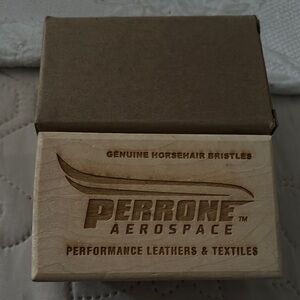 GENUINE HORSEHAIR BRISTLES
PERRONE™
AEROSPACE
PERFORMANCE LEATHERS & TEXTILES